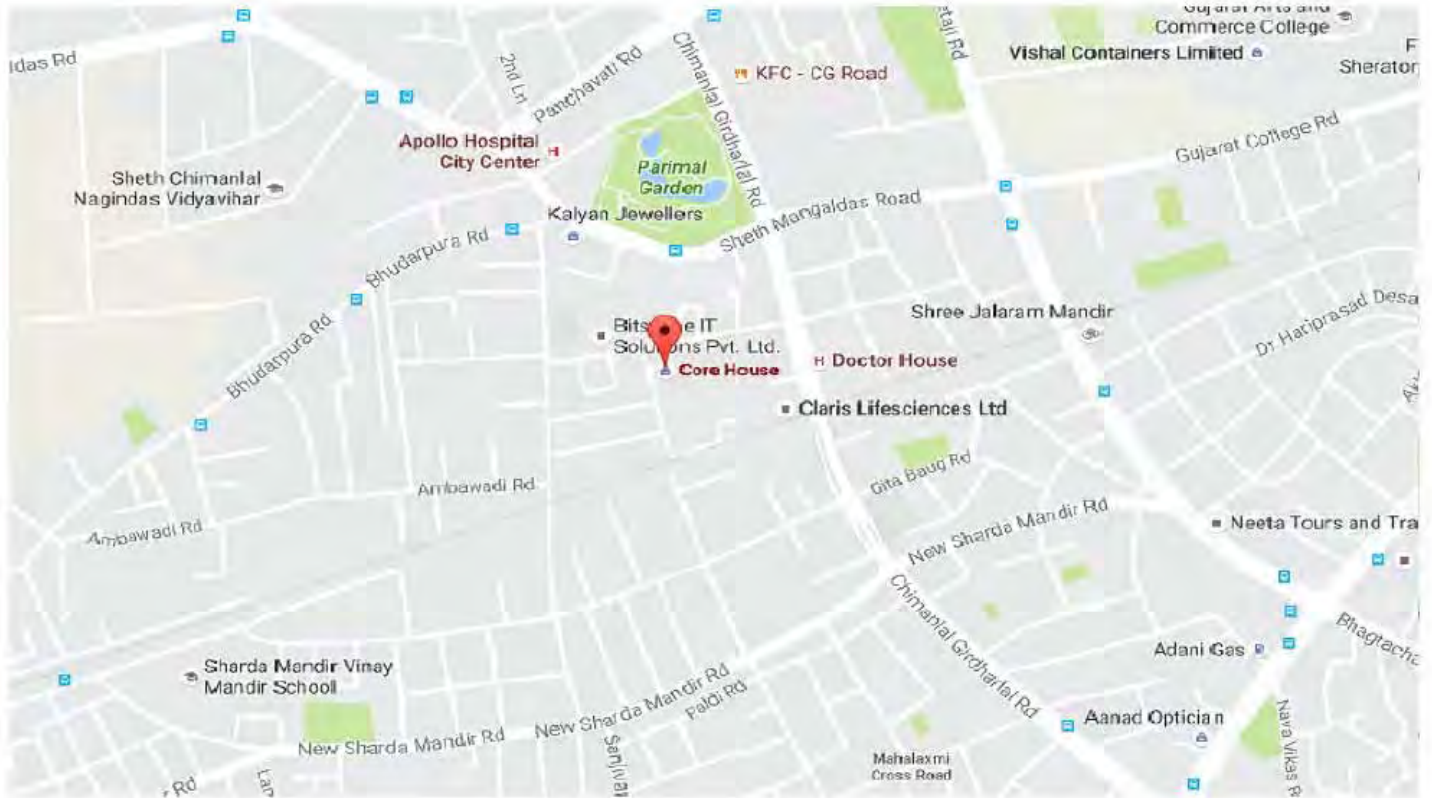 Gujarat Arts and
Commerce College
Vishal Containers Limited
Sherator
etaji Rd
idas Rd
2nd Ln
Panchavati Rd
Chimanlal Girdharlal Rd
KFC - CG Road
Gujarat College Rd
Apollo Hospital
City Center
Parimal
Garden
Sheth Chimanlal
Nagindas Vidyavihar
Kalyan Jewellers
Sheth Mangaldas Road
Bhudarpura Rd
Shree Jalaram Mandir
Dr Hariprasad Desa
Bhudarpura Rd
Solutions Pvt. Ltd.
Core House
Doctor House
Claris Lifesciences Ltd
Gita Baug Rd
Ambawadi Rd
Ambawadi Rd
New Sharda Mandir Rd
Neeta Tours and Tra
Chimanlal Girdharlal Rd
Bhagtacha
Adani Gas
Sharda Mandir Vinay
Mandir School
New Sharda Mandir Rd
Paldi Rd
New Sharda Mandir Rd
Sanjivan
Aanad Optician
Nava Vikas R
Mahalaxmi
Cross Road
Rd
Lan